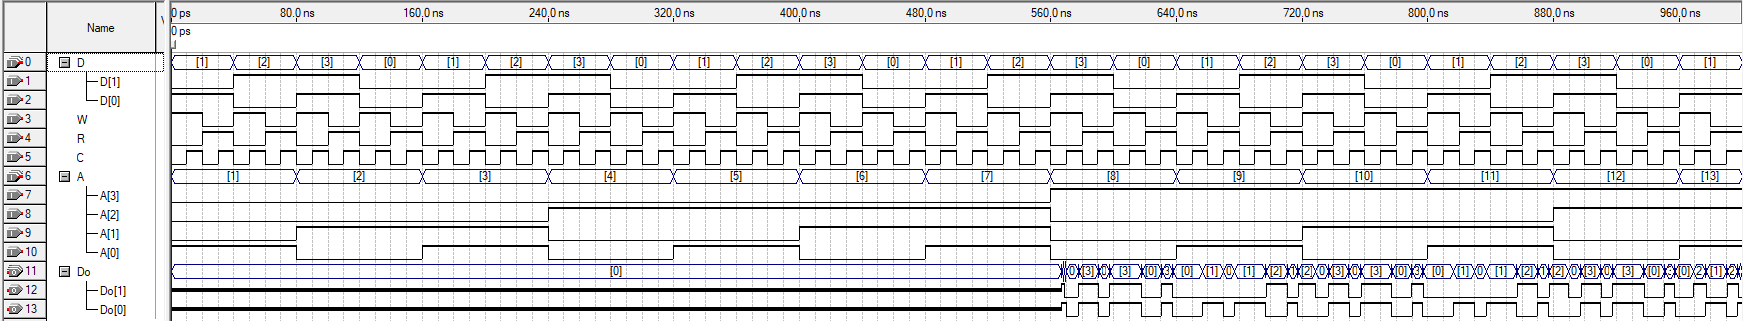 Name
0 ps 80.0 ns 160.0 ns 240.0 ns 320.0 ns 400.0 ns 480.0 ns 560.0 ns 640.0 ns 720.0 ns 800.0 ns 880.0 ns 960.0 ns
0 ps
0 D [1] [2] [3] [0] [1] [2] [3] [0] [1] [2] [3] [0] [1] [2] [3] [0] [1] [2] [3] [0] [1] [2] [3] [0] [1]
1 D[1]
2 D[0]
3 W
4 R
5 C
6 A [1] [2] [3] [4] [5] [6] [7] [8] [9] [10] [11] [12] [13]
7 A[3]
8 A[2]
9 A[1]
10 A[0]
11 Do [0]
12 Do[1]
13 Do[0]